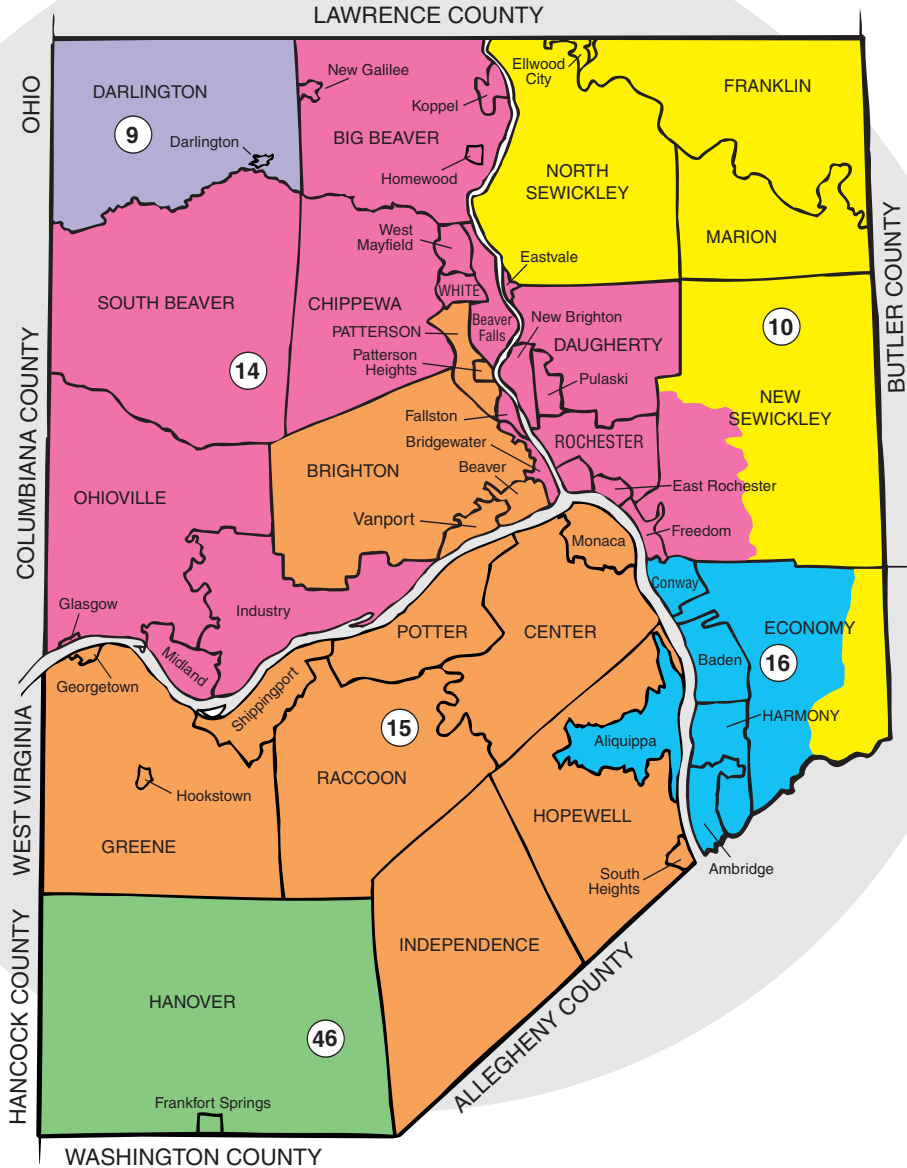 LAWRENCE COUNTY
OHIO
COLUMBIANA COUNTY
WEST VIRGINIA
HANCOCK COUNTY
WASHINGTON COUNTY
ALLEGHENY COUNTY
BUTLER COUNTY
DARLINGTON
9
Darlington
New Galilee
Koppel
BIG BEAVER
Homewood
Ellwood
City
FRANKLIN
NORTH
SEWICKLEY
MARION
West
Mayfield
Eastvale
SOUTH BEAVER
CHIPPEWA
WHITE
PATTERSON
Beaver
Falls
New Brighton
DAUGHERTY
10
14
Patterson
Heights
Pulaski
NEW
SEWICKLEY
Fallston
Bridgewater
ROCHESTER
BRIGHTON
Beaver
East Rochester
OHIOVILLE
Vanport
Freedom
Monaca
Conway
Glasgow
Industry
POTTER
CENTER
ECONOMY
Midland
Baden
16
Georgetown
Shippingport
HARMONY
15
Aliquippa
RACCOON
Hookstown
HOPEWELL
GREENE
South
Heights
Ambridge
INDEPENDENCE
HANOVER
46
Frankfort Springs